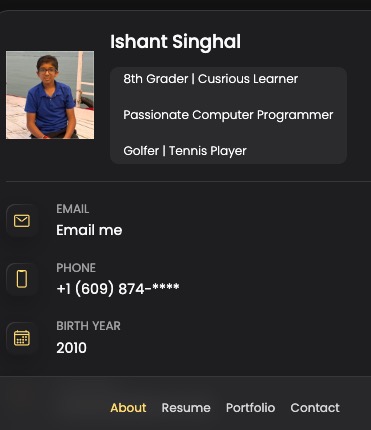 Ishant Singhal
8th Grader | Cusrious Learner
Passionate Computer Programmer
Golfer | Tennis Player
EMAIL
Email me
PHONE
+1 (609) 874-****
BIRTH YEAR
2010
About Resume Portfolio Contact